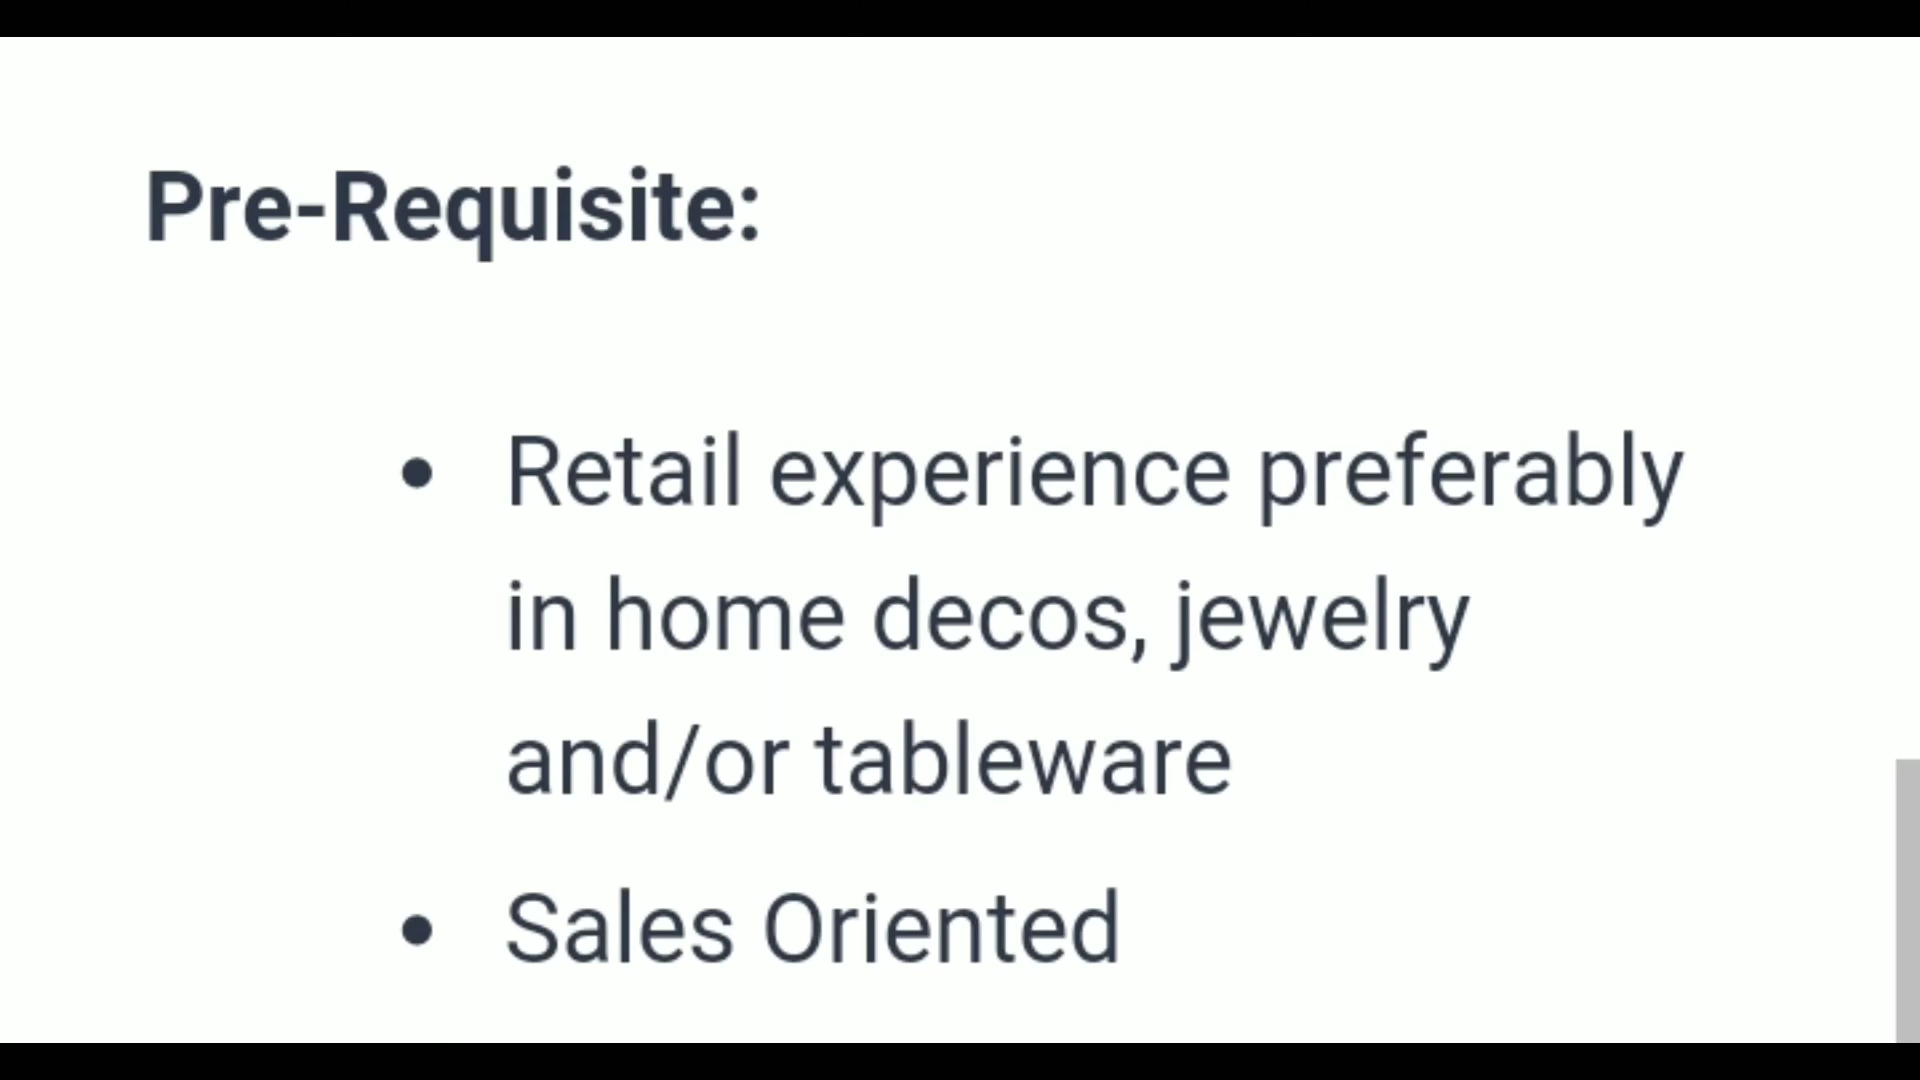 Pre-Requisite:
• Retail experience preferably
in home decos, jewelry
and/or tableware
• Sales Oriented